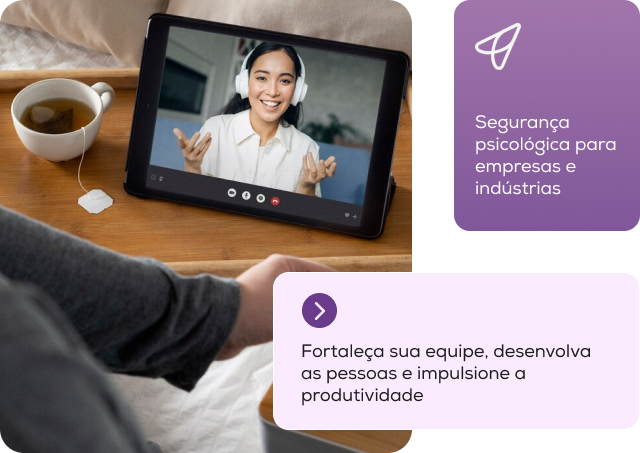 Segurança
psicológica para
empresas e
indústrias
Fortaleça sua equipe, desenvolva
as pessoas e impulsione a
produtividade